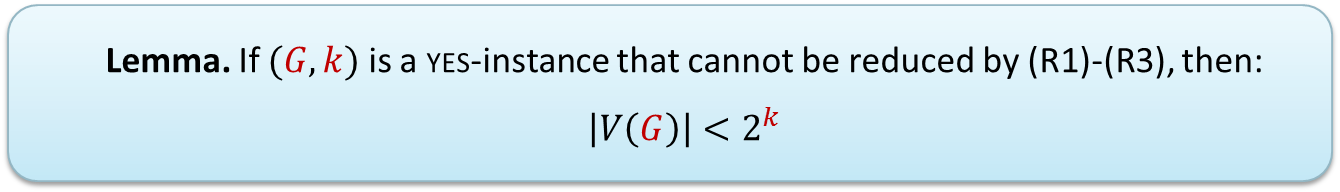 Lemma. If (G, k) is a YES-instance that cannot be reduced by (R1)-(R3), then:
|V(G)| < 2^k